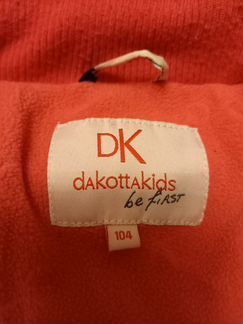 DK
dAkottAkids
be fiRST
104